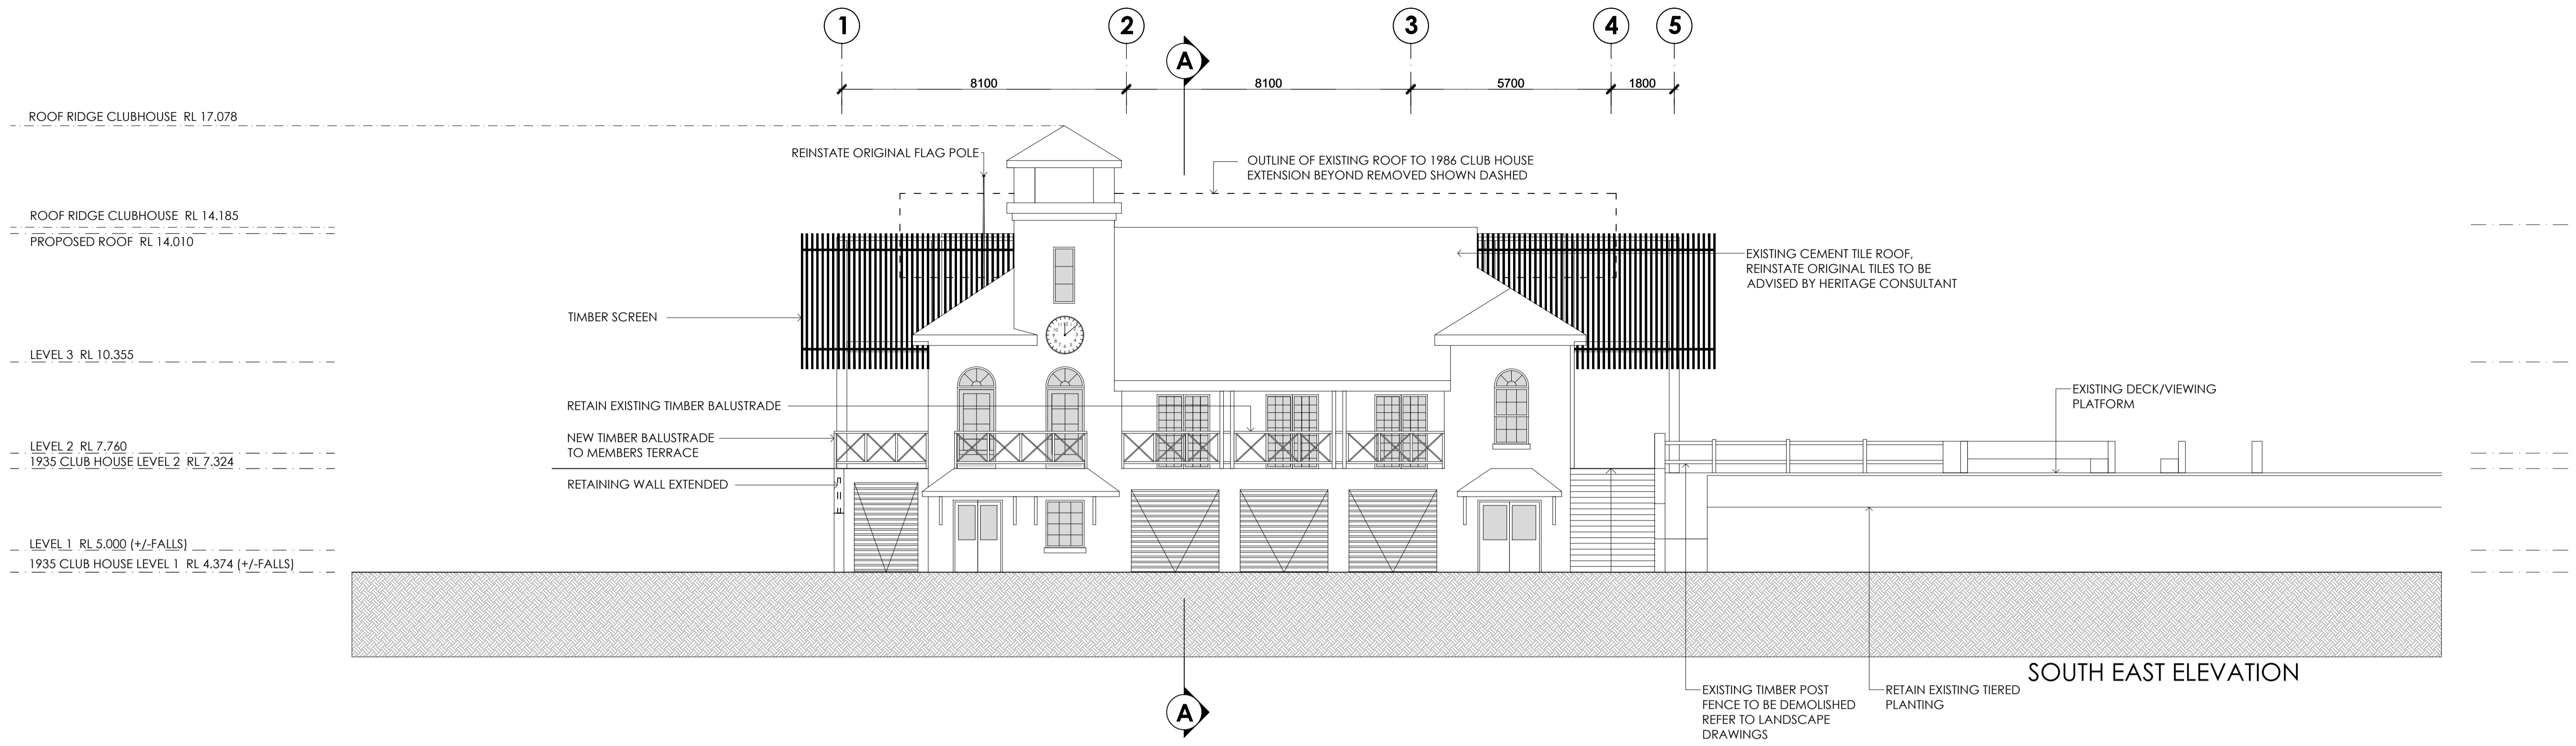 1 2 3 4 5
A
8100 8100 5700 1800
ROOF RIDGE CLUBHOUSE RL 17.078
REINSTATE ORIGINAL FLAG POLE
OUTLINE OF EXISTING ROOF TO 1986 CLUB HOUSE
EXTENSION BEYOND REMOVED SHOWN DASHED
ROOF RIDGE CLUBHOUSE RL 14.185
PROPOSED ROOF RL 14.010
EXISTING CEMENT TILE ROOF,
REINSTATE ORIGINAL TILES TO BE
ADVISED BY HERITAGE CONSULTANT
TIMBER SCREEN
LEVEL 3 RL 10.355
EXISTING DECK/VIEWING
PLATFORM
RETAIN EXISTING TIMBER BALUSTRADE
NEW TIMBER BALUSTRADE
TO MEMBERS TERRACE
LEVEL 2 RL 7.760
1935 CLUB HOUSE LEVEL 2 RL 7.324
RETAINING WALL EXTENDED
LEVEL 1 RL 5.000 (+/-FALLS)
1935 CLUB HOUSE LEVEL 1 RL 4.374 (+/-FALLS)
SOUTH EAST ELEVATION
A
EXISTING TIMBER POST
FENCE TO BE DEMOLISHED
REFER TO LANDSCAPE
DRAWINGS
RETAIN EXISTING TIERED
PLANTING